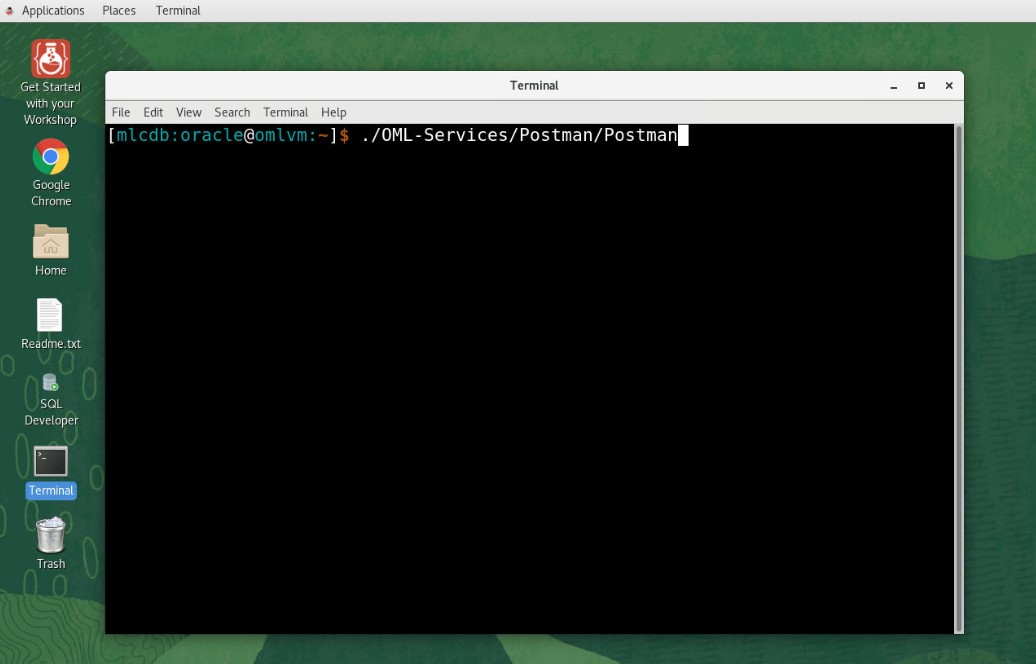 Applications Places Terminal
Get Started
with your
Workshop
Google
Chrome
Home
Readme.txt
SQL
Developer
Terminal
Trash
Terminal
File Edit View Search Terminal Help
[mlcdb:oracle@omlvm:~]$ ./OML-Services/Postman/Postman